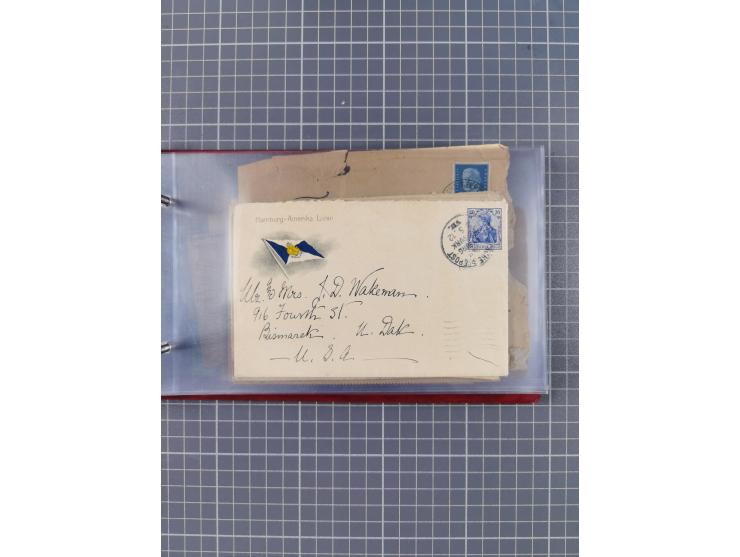 Hamburg-Amerika Linie
Mr. & Mrs. J. D. Wakeman.
916 Fourth St.
Bismarck. N. Dak.
— U. S. A. —